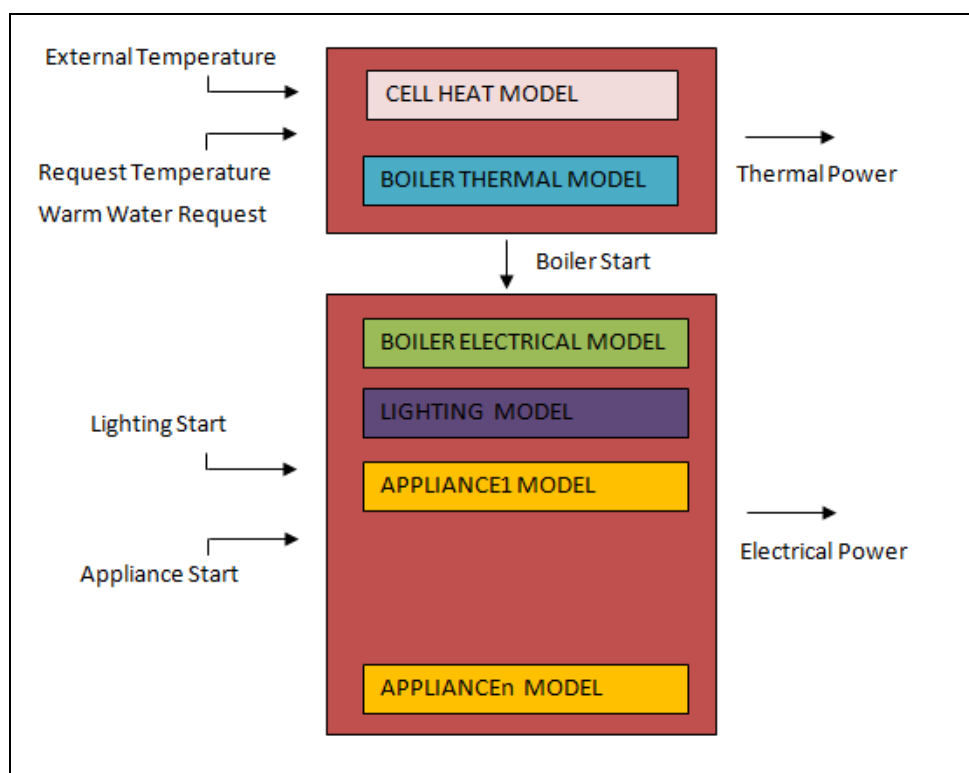 External Temperature
CELL HEAT MODEL
Request Temperature
Warm Water Request
BOILER THERMAL MODEL
Thermal Power
Boiler Start
BOILER ELECTRICAL MODEL
LIGHTING MODEL
Lighting Start
APPLIANCE1 MODEL
Appliance Start
Electrical Power
APPLIANCEn MODEL